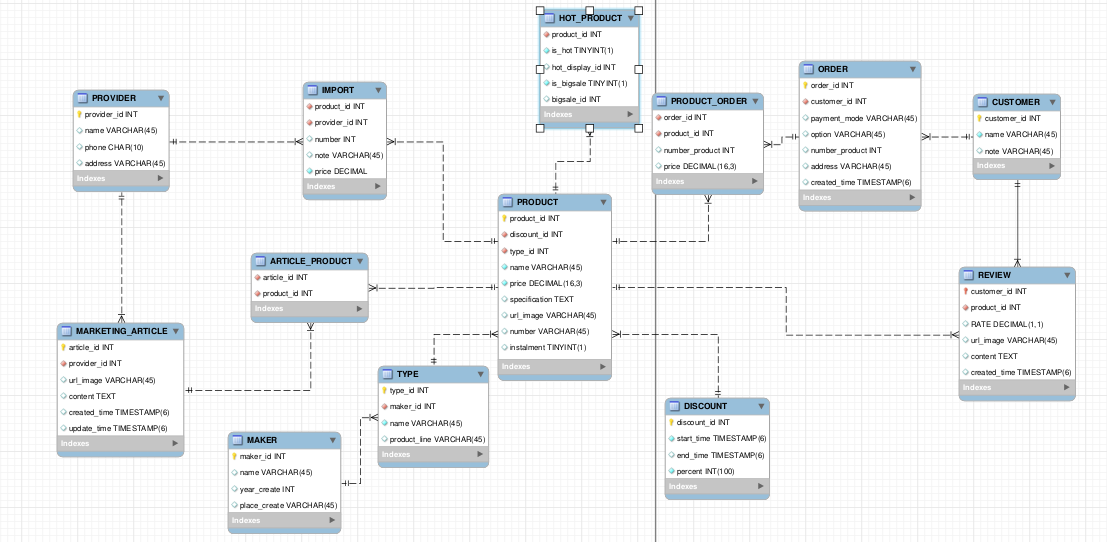 HOT_PRODUCT
product_id INT
is_hot TINYINT(1)
hot_display_id INT
is_bigsale TINYINT(1)
bigsale_id INT
Indexes
PROVIDER
provider_id INT
name VARCHAR(45)
phone CHAR(10)
address VARCHAR(45)
Indexes
IMPORT
product_id INT
provider_id INT
number INT
note VARCHAR(45)
price DECIMAL
Indexes
PRODUCT_ORDER
order_id INT
product_id INT
number_product INT
price DECIMAL(16,3)
Indexes
ORDER
order_id INT
customer_id INT
payment_mode VARCHAR(45)
option VARCHAR(45)
number_product INT
address VARCHAR(45)
created_time TIMESTAMP(6)
Indexes
CUSTOMER
customer_id INT
name VARCHAR(45)
note VARCHAR(45)
Indexes
PRODUCT
product_id INT
discount_id INT
type_id INT
name VARCHAR(45)
price DECIMAL(16,3)
specification TEXT
url_image VARCHAR(45)
number VARCHAR(45)
instalment TINYINT(1)
Indexes
ARTICLE_PRODUCT
article_id INT
product_id INT
Indexes
REVIEW
customer_id INT
product_id INT
RATE DECIMAL(1,1)
url_image VARCHAR(45)
content TEXT
created_time TIMESTAMP(6)
Indexes
MARKETING_ARTICLE
article_id INT
provider_id INT
url_image VARCHAR(45)
content TEXT
created_time TIMESTAMP(6)
update_time TIMESTAMP(6)
Indexes
TYPE
type_id INT
maker_id INT
name VARCHAR(45)
product_line VARCHAR(45)
Indexes
DISCOUNT
discount_id INT
start_time TIMESTAMP(6)
end_time TIMESTAMP(6)
percent INT(100)
Indexes
MAKER
maker_id INT
name VARCHAR(45)
year_create INT
place_create VARCHAR(45)
Indexes